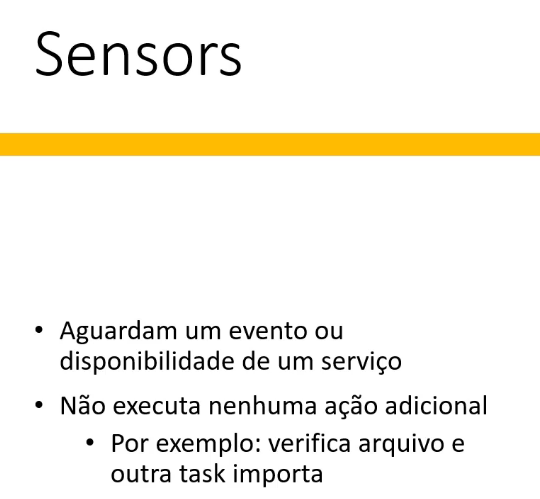 Sensors
• Aguardam um evento ou
disponibilidade de um serviço
• Não executa nenhuma ação adicional
• Por exemplo: verifica arquivo e
outra task importa